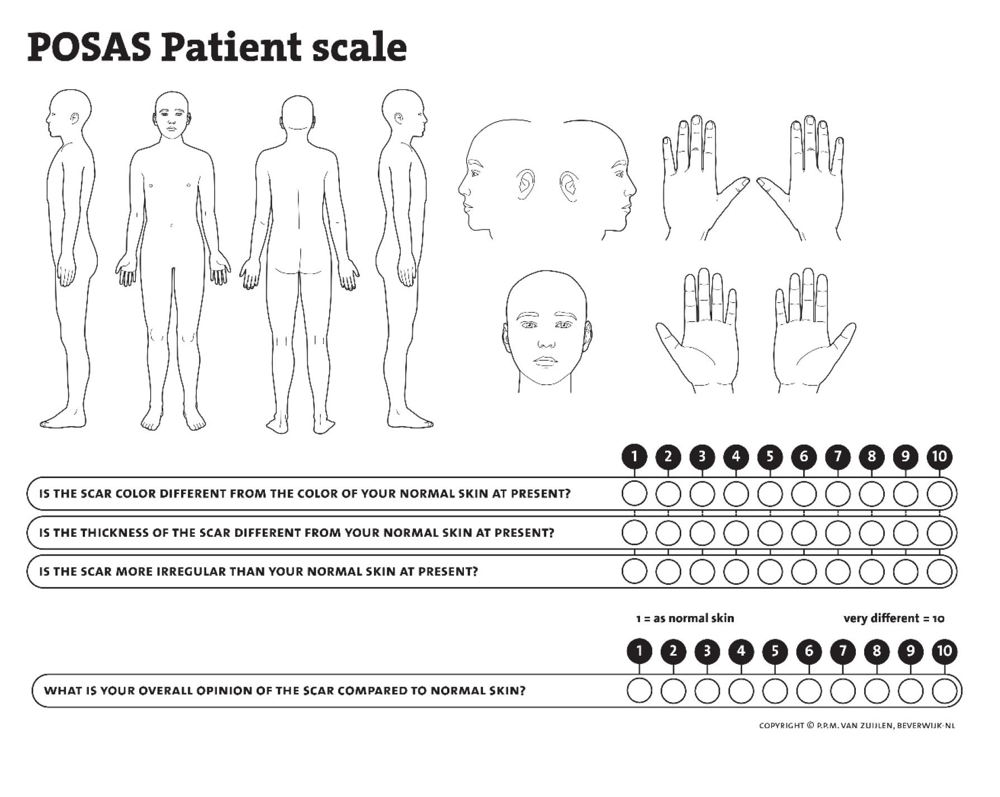 POSAS Patient scale
1 2 3 4 5 6 7 8 9 10
IS THE SCAR COLOR DIFFERENT FROM THE COLOR OF YOUR NORMAL SKIN AT PRESENT?
IS THE THICKNESS OF THE SCAR DIFFERENT FROM YOUR NORMAL SKIN AT PRESENT?
IS THE SCAR MORE IRREGULAR THAN YOUR NORMAL SKIN AT PRESENT?
1 = as normal skin very different = 10
1 2 3 4 5 6 7 8 9 10
WHAT IS YOUR OVERALL OPINION OF THE SCAR COMPARED TO NORMAL SKIN?
COPYRIGHT © P.P.M. VAN ZUIJLEN, BEVERWIJK-NL